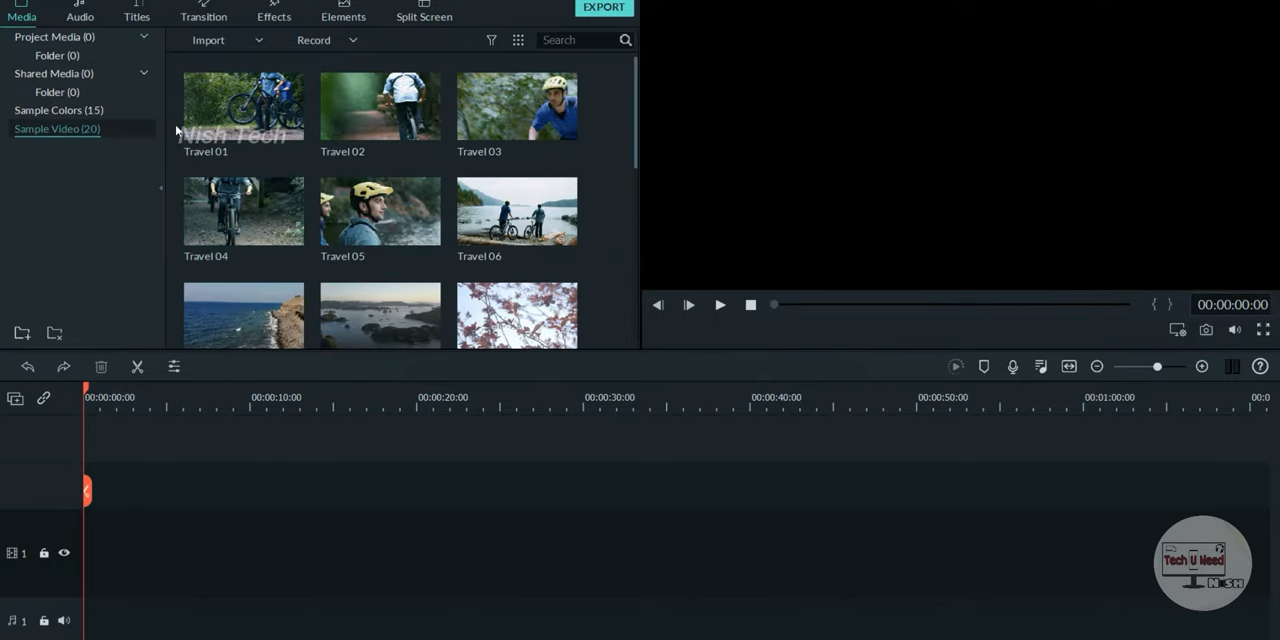 Media Audio Titles Transition Effects Elements Split Screen EXPORT
Project Media (0)
Folder (0)
Shared Media (0)
Folder (0)
Sample Colors (15)
Sample Video (20)
Import Record Search
Nish Tech
Travel 01 Travel 02 Travel 03
Travel 04 Travel 05 Travel 06
00:00:00:00
00:00:00:00 00:00:10:00 00:00:20:00 00:00:30:00 00:00:40:00 00:00:50:00 00:01:00:00 00:0
1
1
Tech U Need
NISH